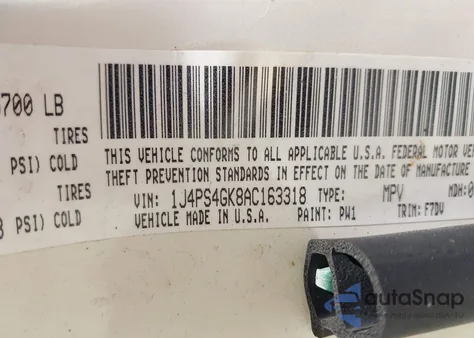 700 LB
TIRES
PSI) COLD
TIRES
PSI) COLD
THIS VEHICLE CONFORMS TO ALL APPLICABLE U.S.A. FEDERAL MOTOR VE
THEFT PREVENTION STANDARDS IN EFFECT ON THE DATE OF MANUFACTURE
VIN: 1J4PS4GK8AC163318 TYPE: MPV MDH:
VEHICLE MADE IN U.S.A. PAINT: PW1 TRIM: F7DV
autoSnap